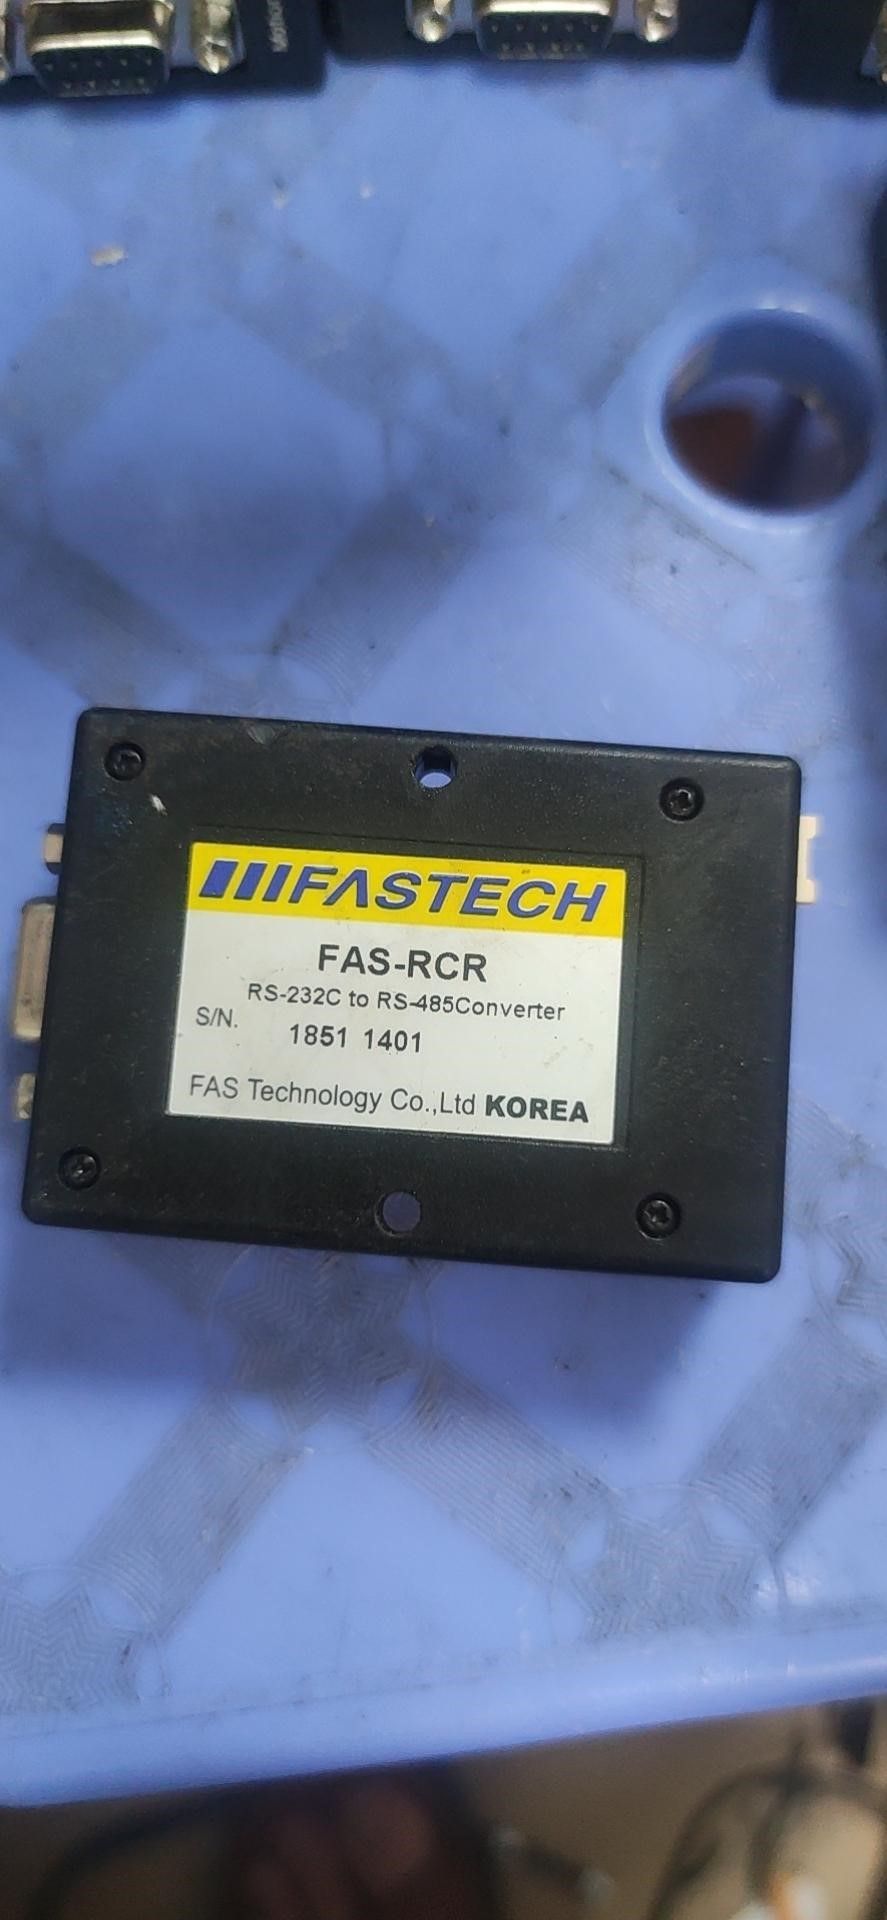 FASTECH
FAS-RCR
RS-232C to RS-485Converter
S/N. 1851 1401
FAS Technology Co.,Ltd KOREA